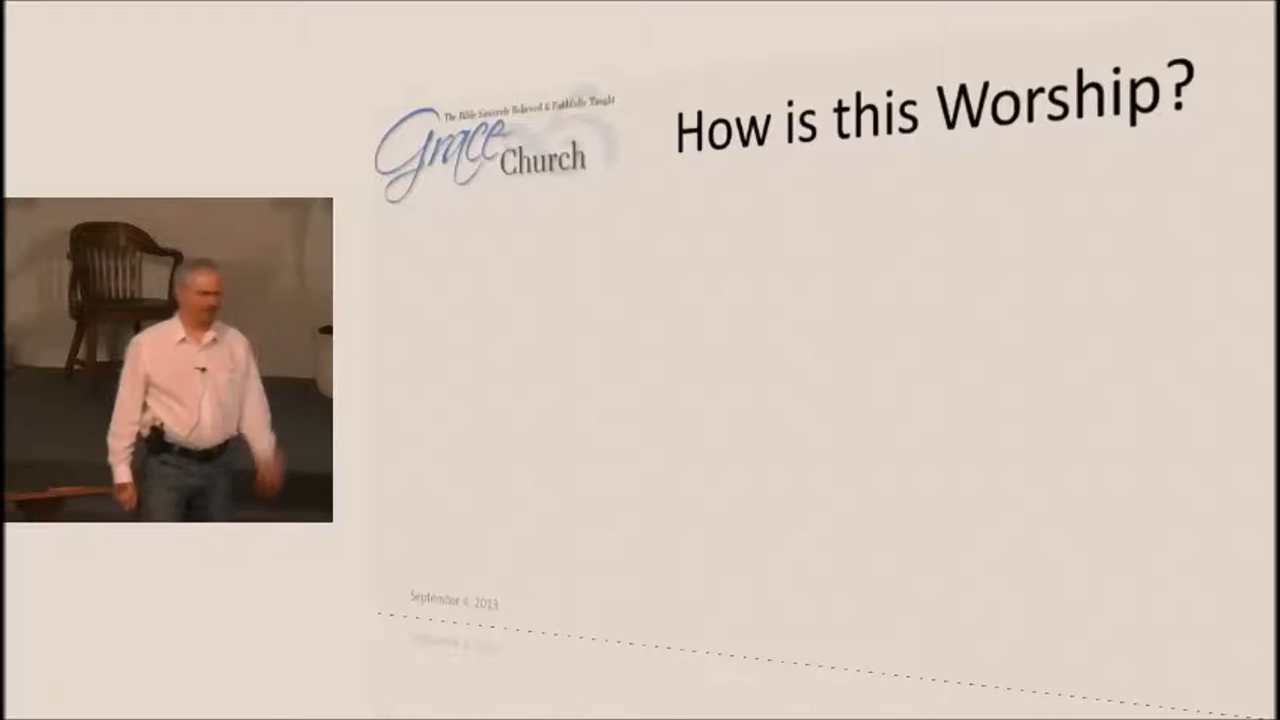 The Bible Sincerely Believed & Faithfully Taught
Grace
Church
How is this Worship?
September 4, 2013